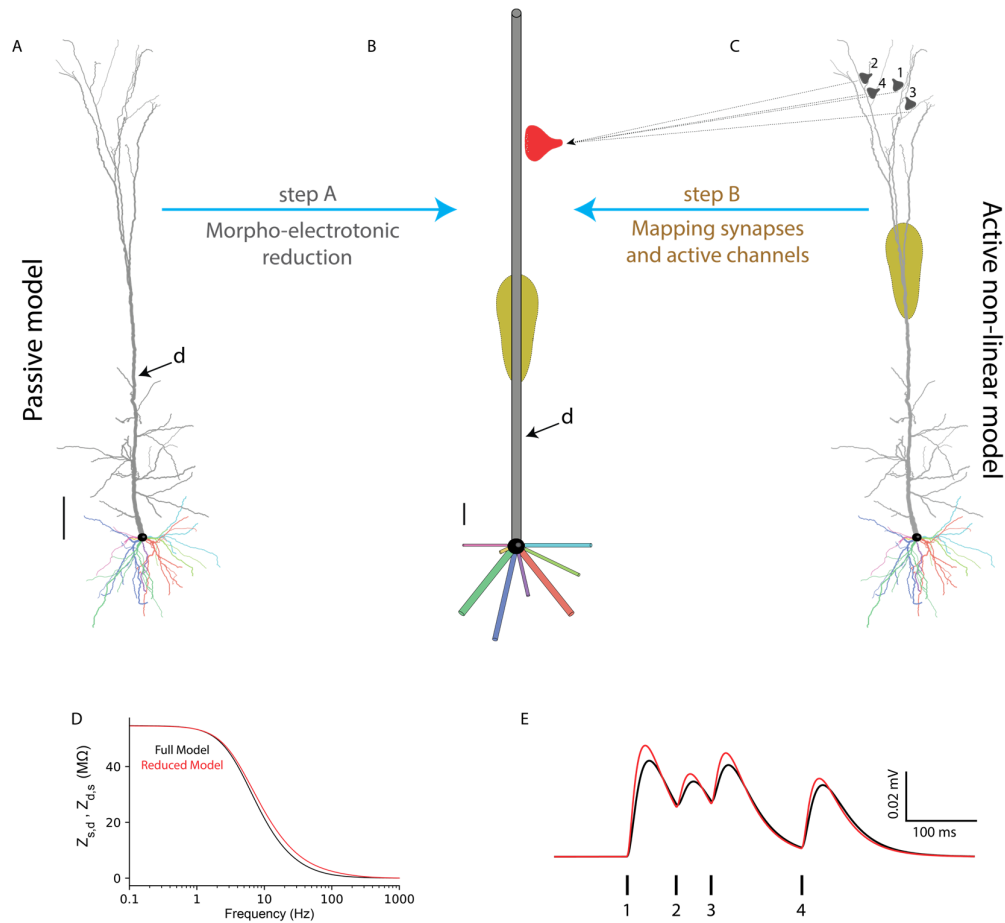 A
B
C
2
1
4
3
step A
Morpho-electrotonic
reduction
step B
Mapping synapses
and active channels
Passive model
Active non-linear model
d
d
D
Z_s,d , Z_d,s (MΩ)
40
20
0
Full Model
Reduced Model
0.1
1
10
100
1000
Frequency (Hz)
E
0.02 mV
100 ms
1
2
3
4